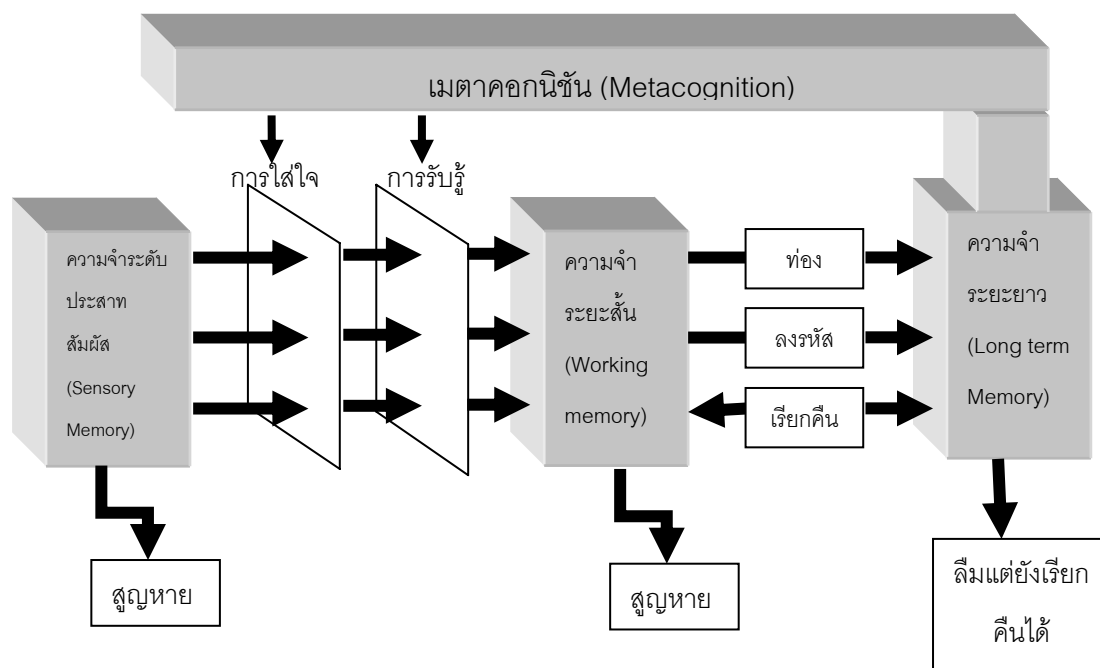 เมตาคอกนิชัน (Metacognition)
การใส่ใจ
การรับรู้
ความจำระดับ
ประสาท
สัมผัส
(Sensory
Memory)
ความจำ
ระยะสั้น
(Working
memory)
ท่อง
ลงรหัส
เรียกคืน
ความจำ
ระยะยาว
(Long term
Memory)
สูญหาย
สูญหาย
ลืมแต่ยังเรียก
คืนได้